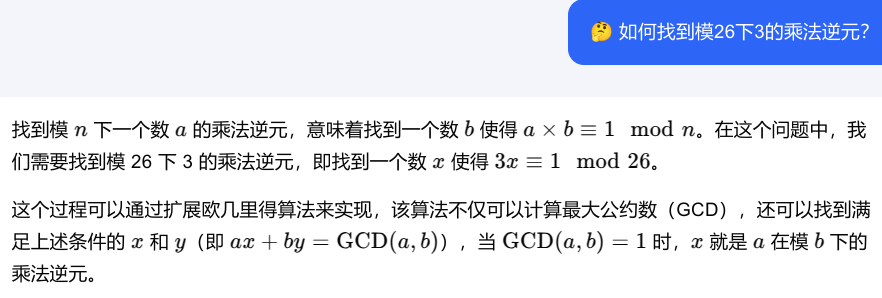 🤔 如何找到模26下3的乘法逆元?
找到模 n 下一个数 a 的乘法逆元，意味着找到一个数 b 使得 a × b ≡ 1 mod n。在这个问题中，我
们需要找到模 26 下 3 的乘法逆元，即找到一个数 x 使得 3x ≡ 1 mod 26。
这个过程可以通过扩展欧几里得算法来实现，该算法不仅可以计算最大公约数（GCD），还可以找到满
足上述条件的 x 和 y（即 ax + by = GCD(a, b)），当 GCD(a, b) = 1 时，x 就是 a 在模 b 下的
乘法逆元。